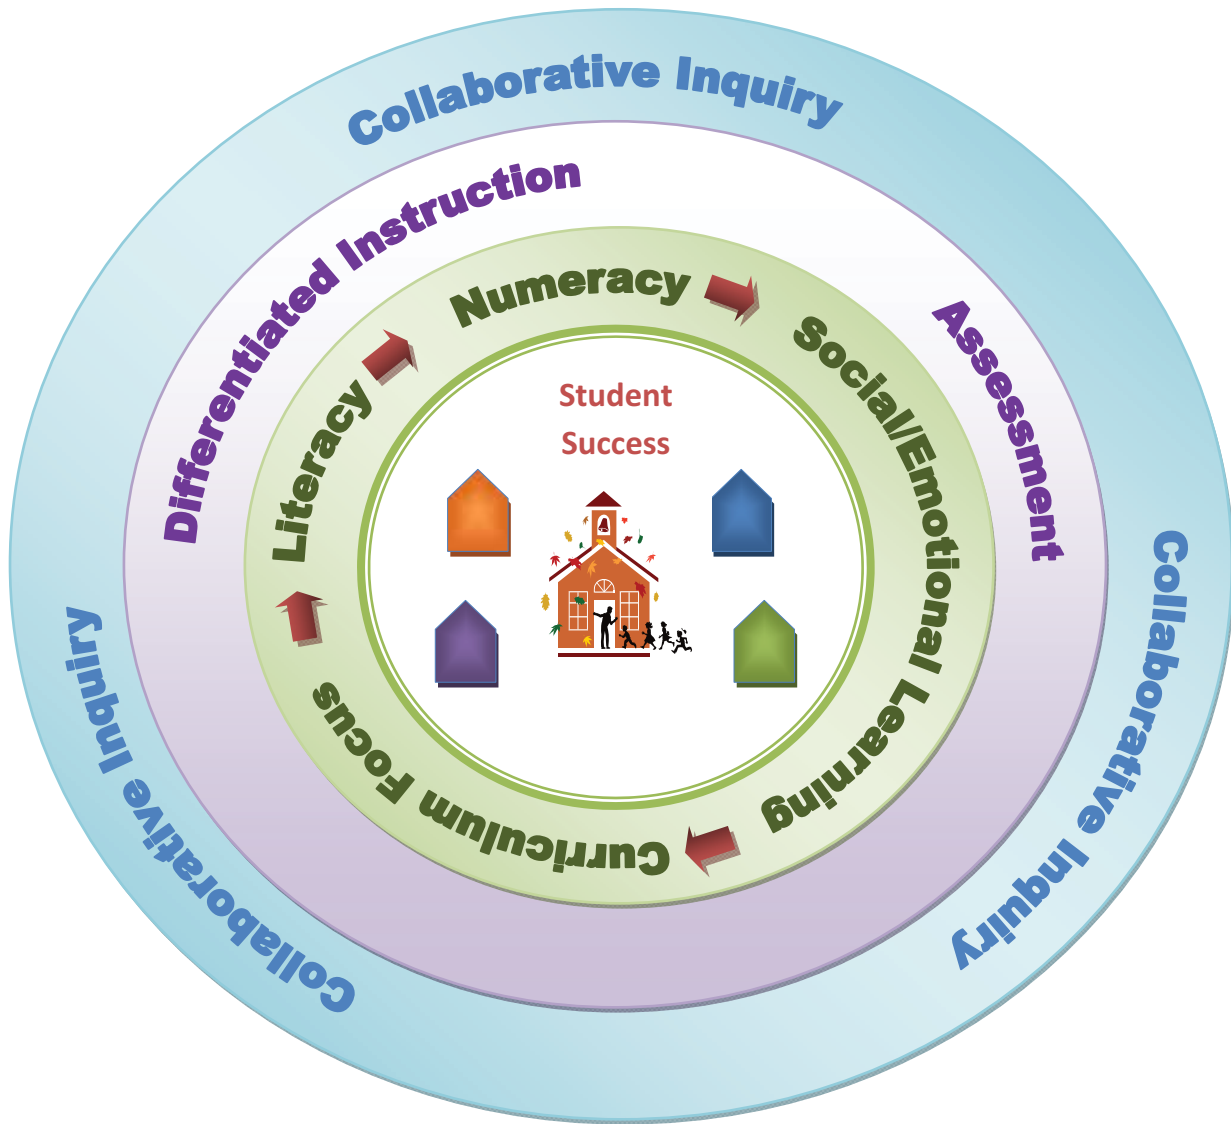 Collaborative Inquiry
Differentiated Instruction
Assessment
Numeracy
Social/Emotional Learning
Curriculum Focus
Literacy
Student
Success
Collaborative Inquiry
Collaborative Inquiry